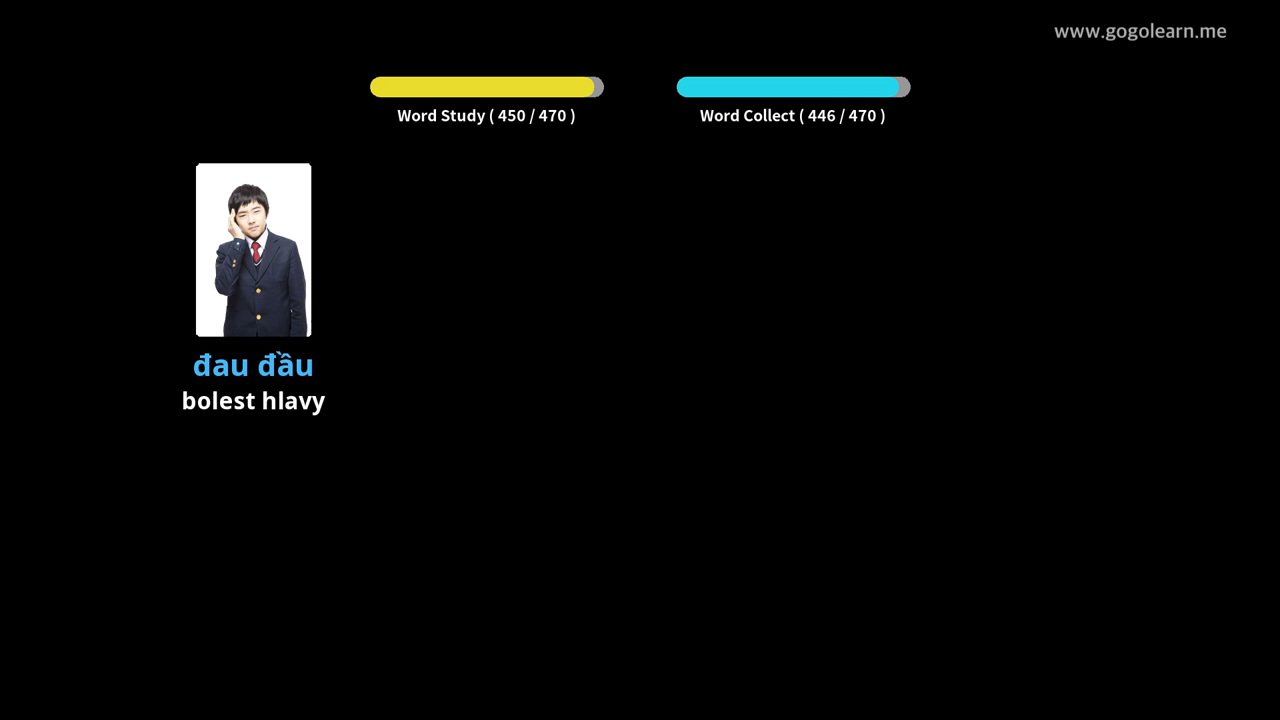 www.gogolearn.me
Word Study ( 450 / 470 )
Word Collect ( 446 / 470 )
đau đầu
bolest hlavy